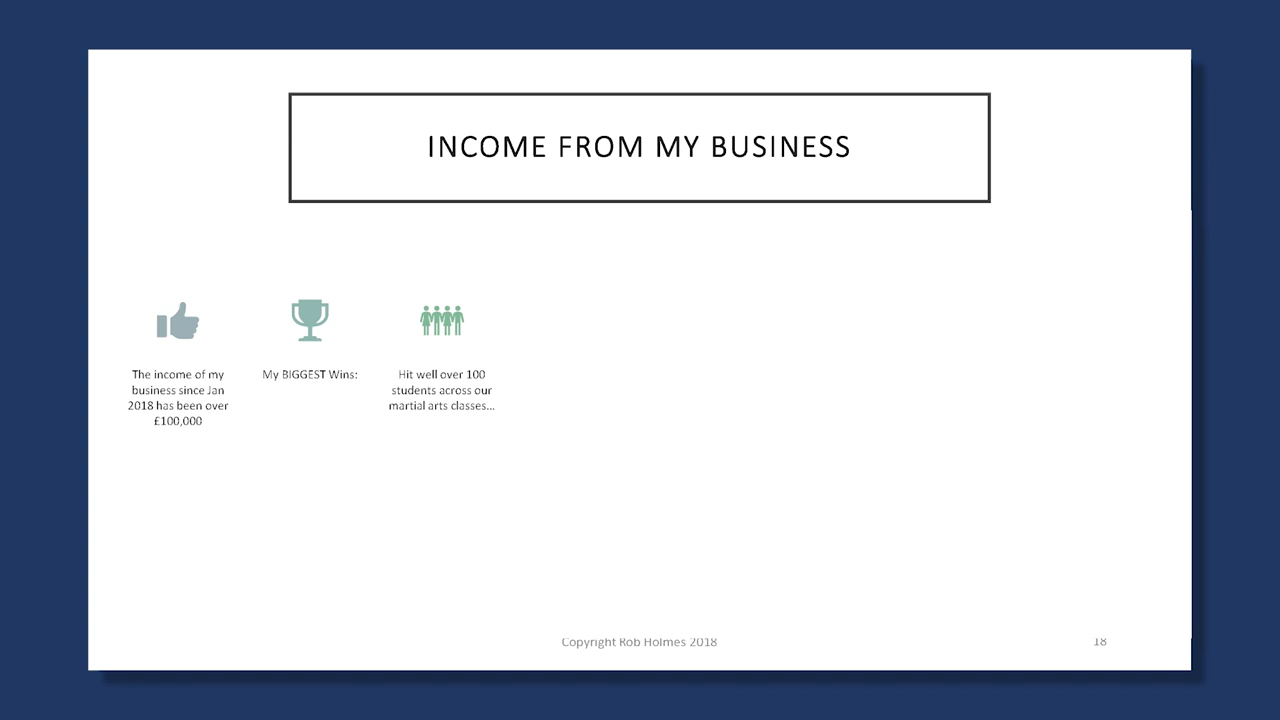 INCOME FROM MY BUSINESS
The income of my
business since Jan
2018 has been over
£100,000
My BIGGEST Wins:
Hit well over 100
students across our
martial arts classes...
Copyright Rob Holmes 2018
18